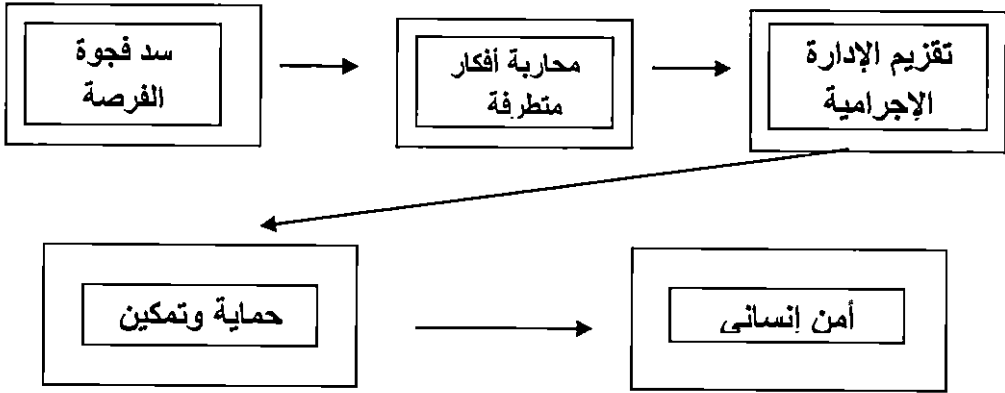 سد فجوة
الفرصة
محاربة أفكار
متطرفة
تقزيم الإدارة
الإجرامية
حماية وتمكين
أمن إنسانى